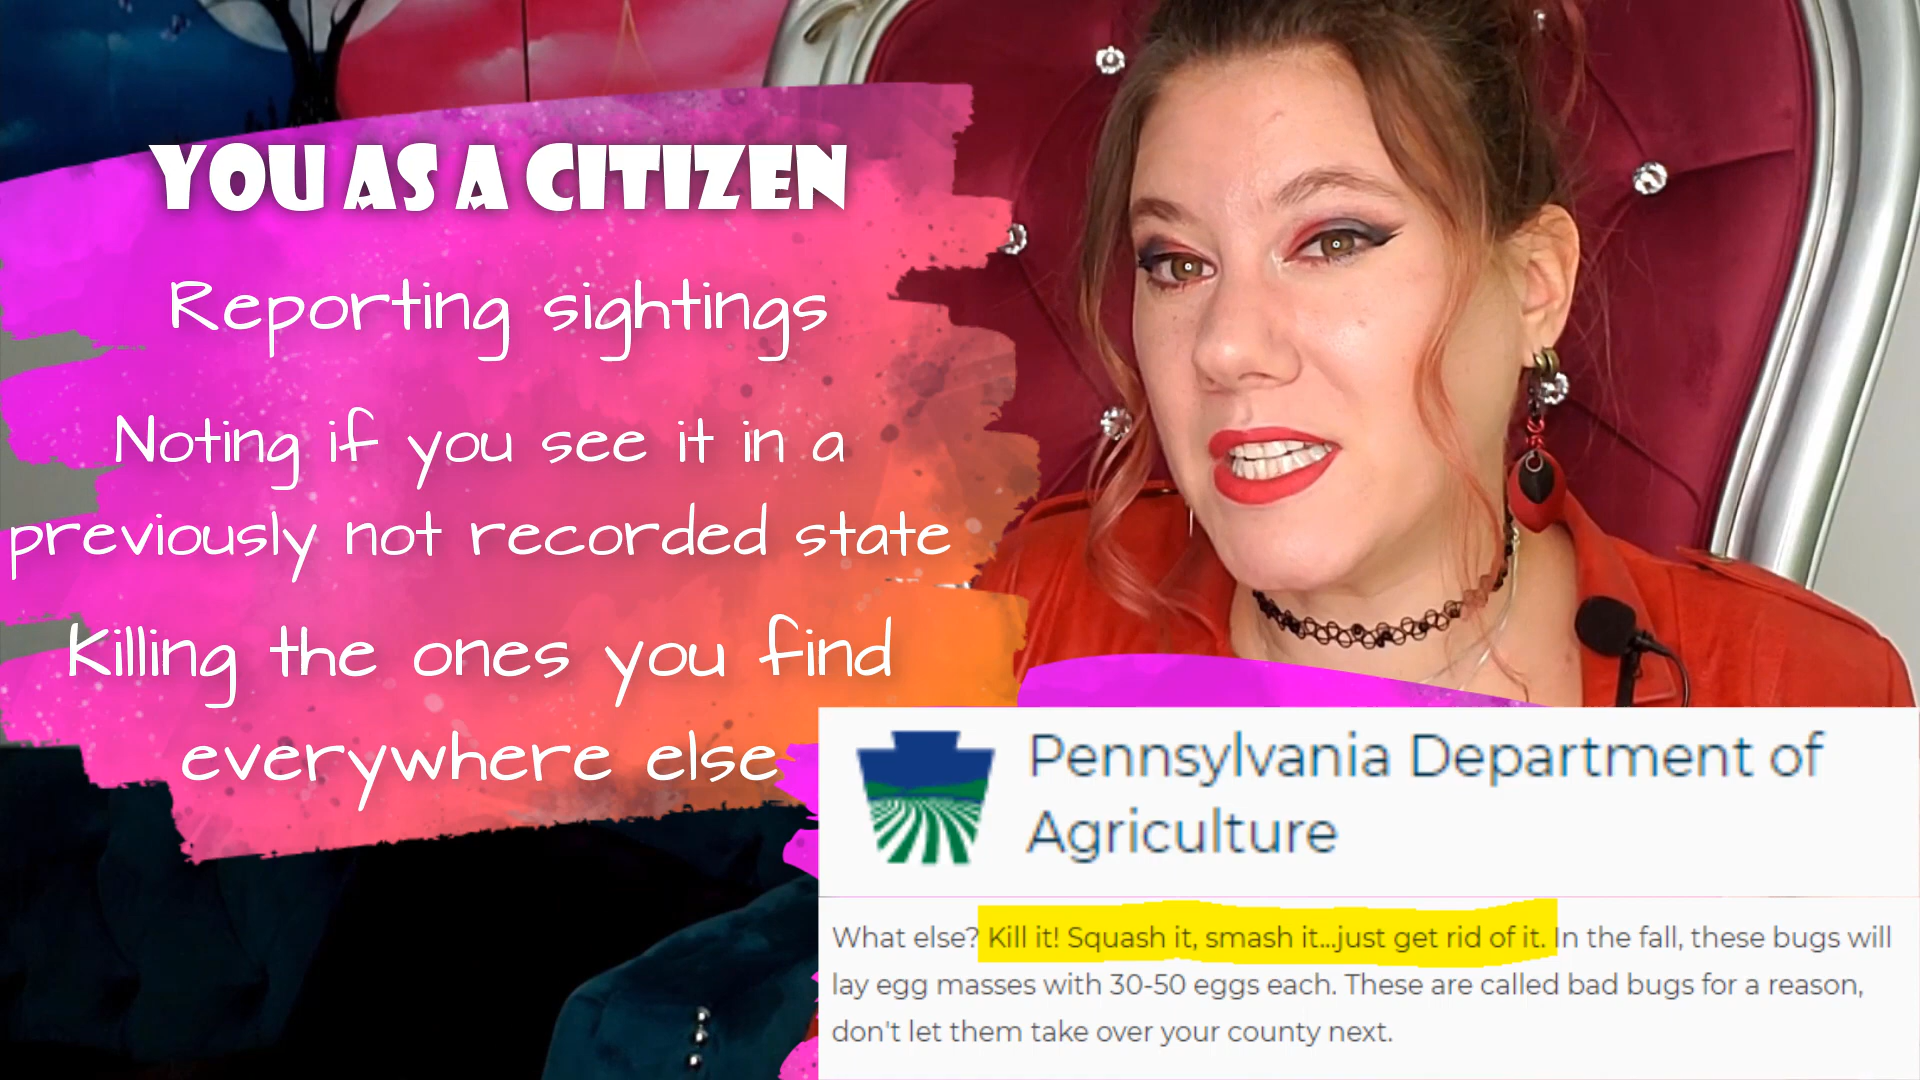 YOU AS A CITIZEN
Reporting sightings
Noting if you see it in a
previously not recorded state
Killing the ones you find
everywhere else
Pennsylvania Department of
Agriculture
What else? Kill it! Squash it, smash it...just get rid of it. In the fall, these bugs will
lay egg masses with 30-50 eggs each. These are called bad bugs for a reason,
don't let them take over your county next.